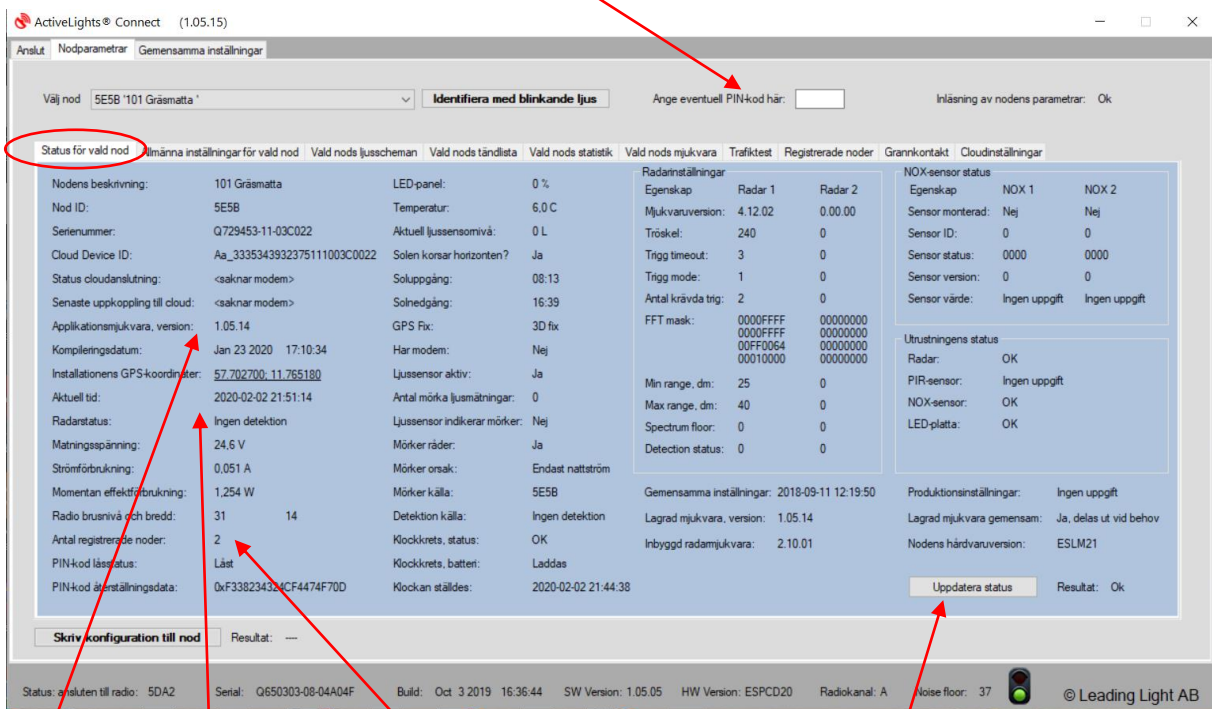 ActiveLights® Connect (1.05.15)
Anslut Nodparametrar Gemensamma inställningar
Välj nod 5E5B '101 Gräsmatta ' Identifiera med blinkande ljus Ange eventuell PIN-kod här: Inläsning av nodens parametrar: Ok
Status för vald nod Allmänna inställningar för vald nod Vald nods ljusscheman Vald nods tändlista Vald nods statistik Vald nods mjukvara Trafiktest Registrerade noder Grannkontakt Cloudinställningar
Nodens beskrivning: 101 Gräsmatta
Nod ID: 5E5B
Serienummer: Q729453-11-03C022
Cloud Device ID: Aa_3335343932375111003C0022
Status cloudanslutning: <saknar modem>
Senaste uppkoppling till cloud: <saknar modem>
Applikationsmjukvara, version: 1.05.14
Kompileringsdatum: Jan 23 2020 17:10:34
Installationens GPS-koordinater: 57.702700; 11.765180
Aktuell tid: 2020-02-02 21:51:14
Radarstatus: Ingen detektion
Matningsspänning: 24,6 V
Strömförbrukning: 0,051 A
Momentan effektförbrukning: 1,254 W
Radio brusnivå och bredd: 31 14
Antal registrerade noder: 2
PIN-kod låsstatus: Låst
PIN-kod återställningsdata: 0xF338234324CF4474F70D
LED-panel: 0 %
Temperatur: 6,0 C
Aktuell ljussensornivå: 0 L
Solen korsar horizonten? Ja
Soluppgång: 08:13
Solnedgång: 16:39
GPS Fix: 3D fix
Har modem: Nej
Ljussensor aktiv: Ja
Antal mörka ljusmätningar: 0
Ljussensor indikerar mörker: Nej
Mörker råder: Ja
Mörker orsak: Endast nattström
Mörker källa: 5E5B
Detektion källa: Ingen detektion
Klockkrets, status: OK
Klockkrets, batteri: Laddas
Klockan ställdes: 2020-02-02 21:44:38
Radarinställningar
Egenskap Radar 1 Radar 2
Mjukvaruversion: 4.12.02 0.00.00
Tröskel: 240 0
Trigg timeout: 3 0
Trigg mode: 1 0
Antal krävda trig: 2 0
FFT mask: 0000FFFF 00000000
0000FFFF 00000000
00FF0064 00000000
00010000 00000000
Min range, dm: 25 0
Max range, dm: 40 0
Spectrum floor: 0 0
Detection status: 0 0
Gemensamma inställningar: 2018-09-11 12:19:50
Lagrad mjukvara, version: 1.05.14
Inbyggd radarmjukvara: 2.10.01
NOX-sensor status
Egenskap NOX 1 NOX 2
Sensor monterad: Nej Nej
Sensor ID: 0 0
Sensor status: 0000 0000
Sensor version: 0 0
Sensor värde: Ingen uppgift Ingen uppgift
Utrustningens status
Radar: OK
PIR-sensor: Ingen uppgift
NOX-sensor: OK
LED-platta: OK
Produktionsinställningar: Ingen uppgift
Lagrad mjukvara gemensam: Ja, delas ut vid behov
Nodens hårdvaruversion: ESLM21
Uppdatera status Resultat: Ok
Skriv konfiguration till nod Resultat: ----
Status: ansluten till radio: 5DA2 Serial: Q650303-08-04A04F Build: Oct 3 2019 16:36:44 SW Version: 1.05.05 HW Version: ESPCD20 Radiokanal: A Noise floor: 37 © Leading Light AB